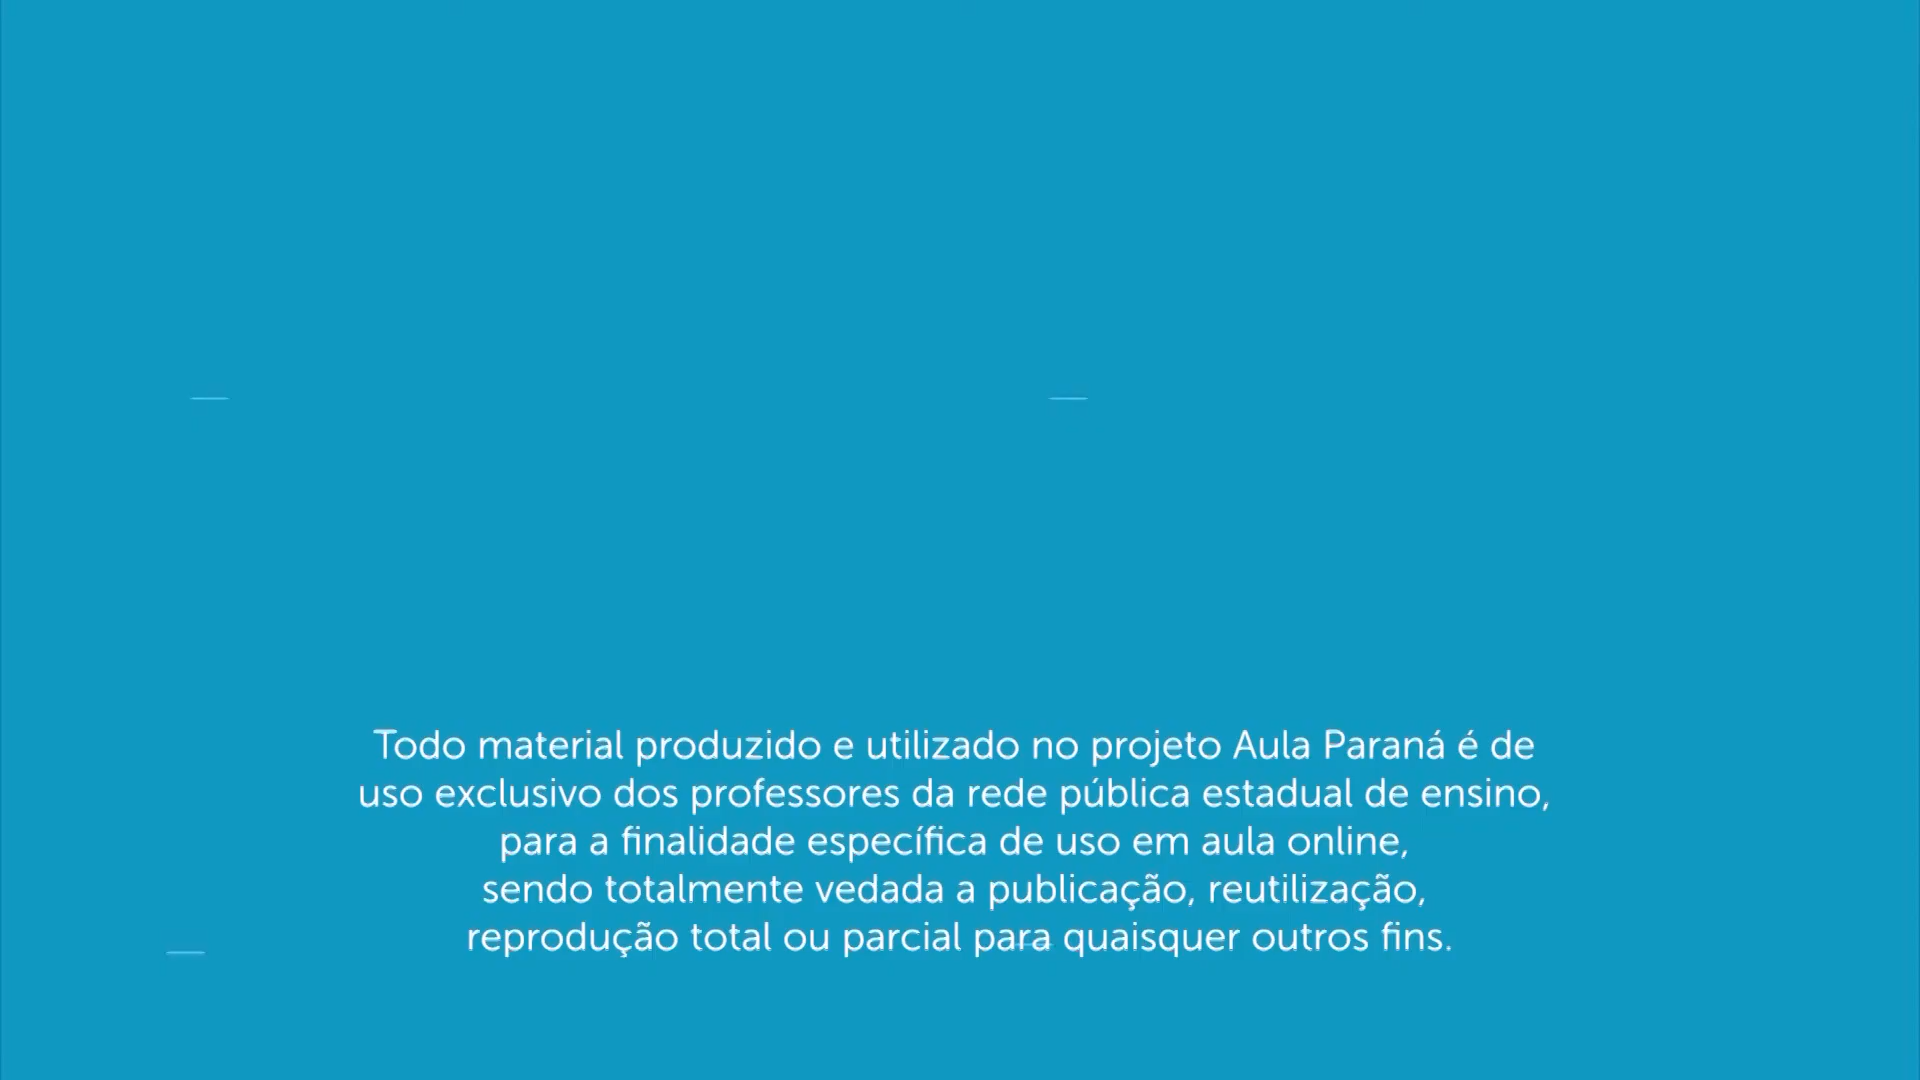 Todo material produzido e utilizado no projeto Aula Paraná é de
uso exclusivo dos professores da rede pública estadual de ensino,
para a finalidade específica de uso em aula online,
sendo totalmente vedada a publicação, reutilização,
reprodução total ou parcial para quaisquer outros fins.